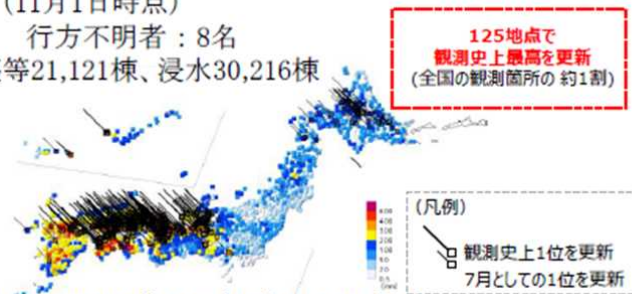 (11月1日時点)
行方不明者:8名
等21,121棟、浸水30,216棟
125地点で
観測史上最高を更新
(全国の観測箇所の 約1割)
(凡例)
観測史上1位を更新
7月としての1位を更新